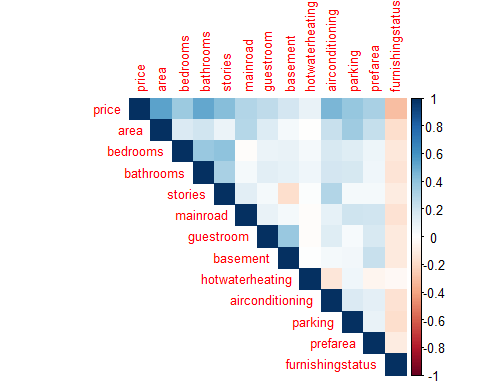 price
area
bedrooms
bathrooms
stories
mainroad
guestroom
basement
hotwaterheating
airconditioning
parking
prefarea
furnishingstatus
price
area
bedrooms
bathrooms
stories
mainroad
guestroom
basement
hotwaterheating
airconditioning
parking
prefarea
furnishingstatus
1
0.8
0.6
0.4
0.2
0
-0.2
-0.4
-0.6
-0.8
-1